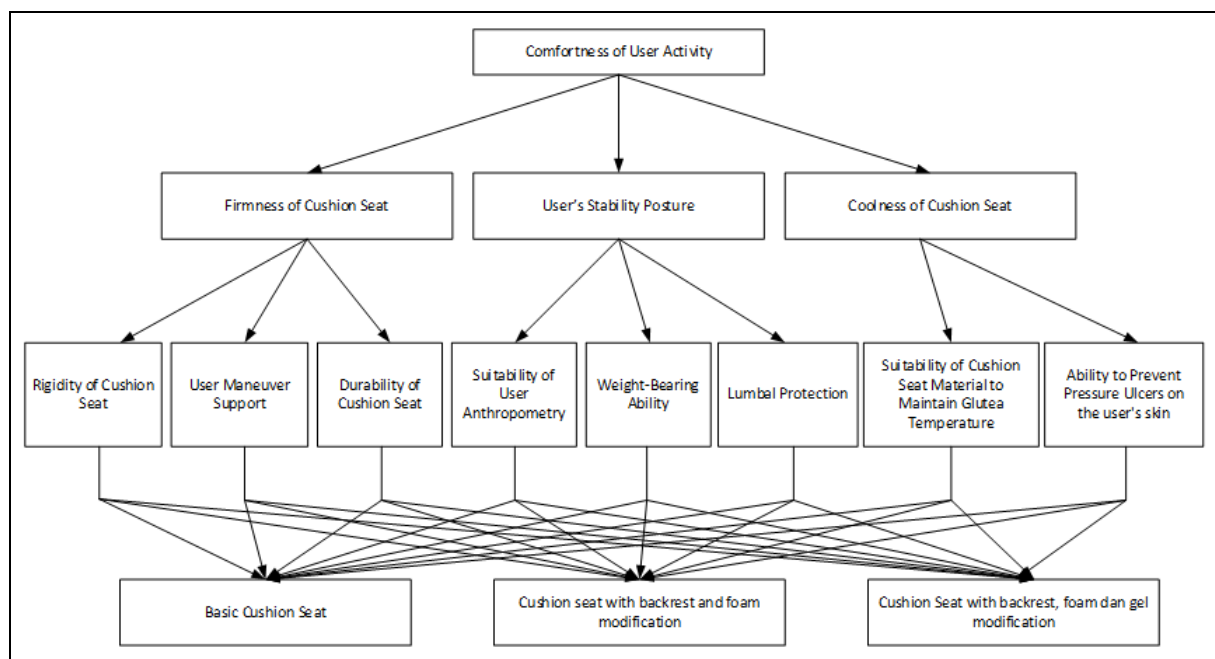 Comfortness of User Activity
Firmness of Cushion Seat
User's Stability Posture
Coolness of Cushion Seat
Rigidity of Cushion
Seat
User Maneuver
Support
Durability of
Cushion Seat
Suitability of
User
Anthropometry
Weight-Bearing
Ability
Lumbal Protection
Suitability of Cushion
Seat Material to
Maintain Glutea
Temperature
Ability to Prevent
Pressure Ulcers on
the user's skin
Basic Cushion Seat
Cushion seat with backrest and foam
modification
Cushion Seat with backrest, foam dan gel
modification